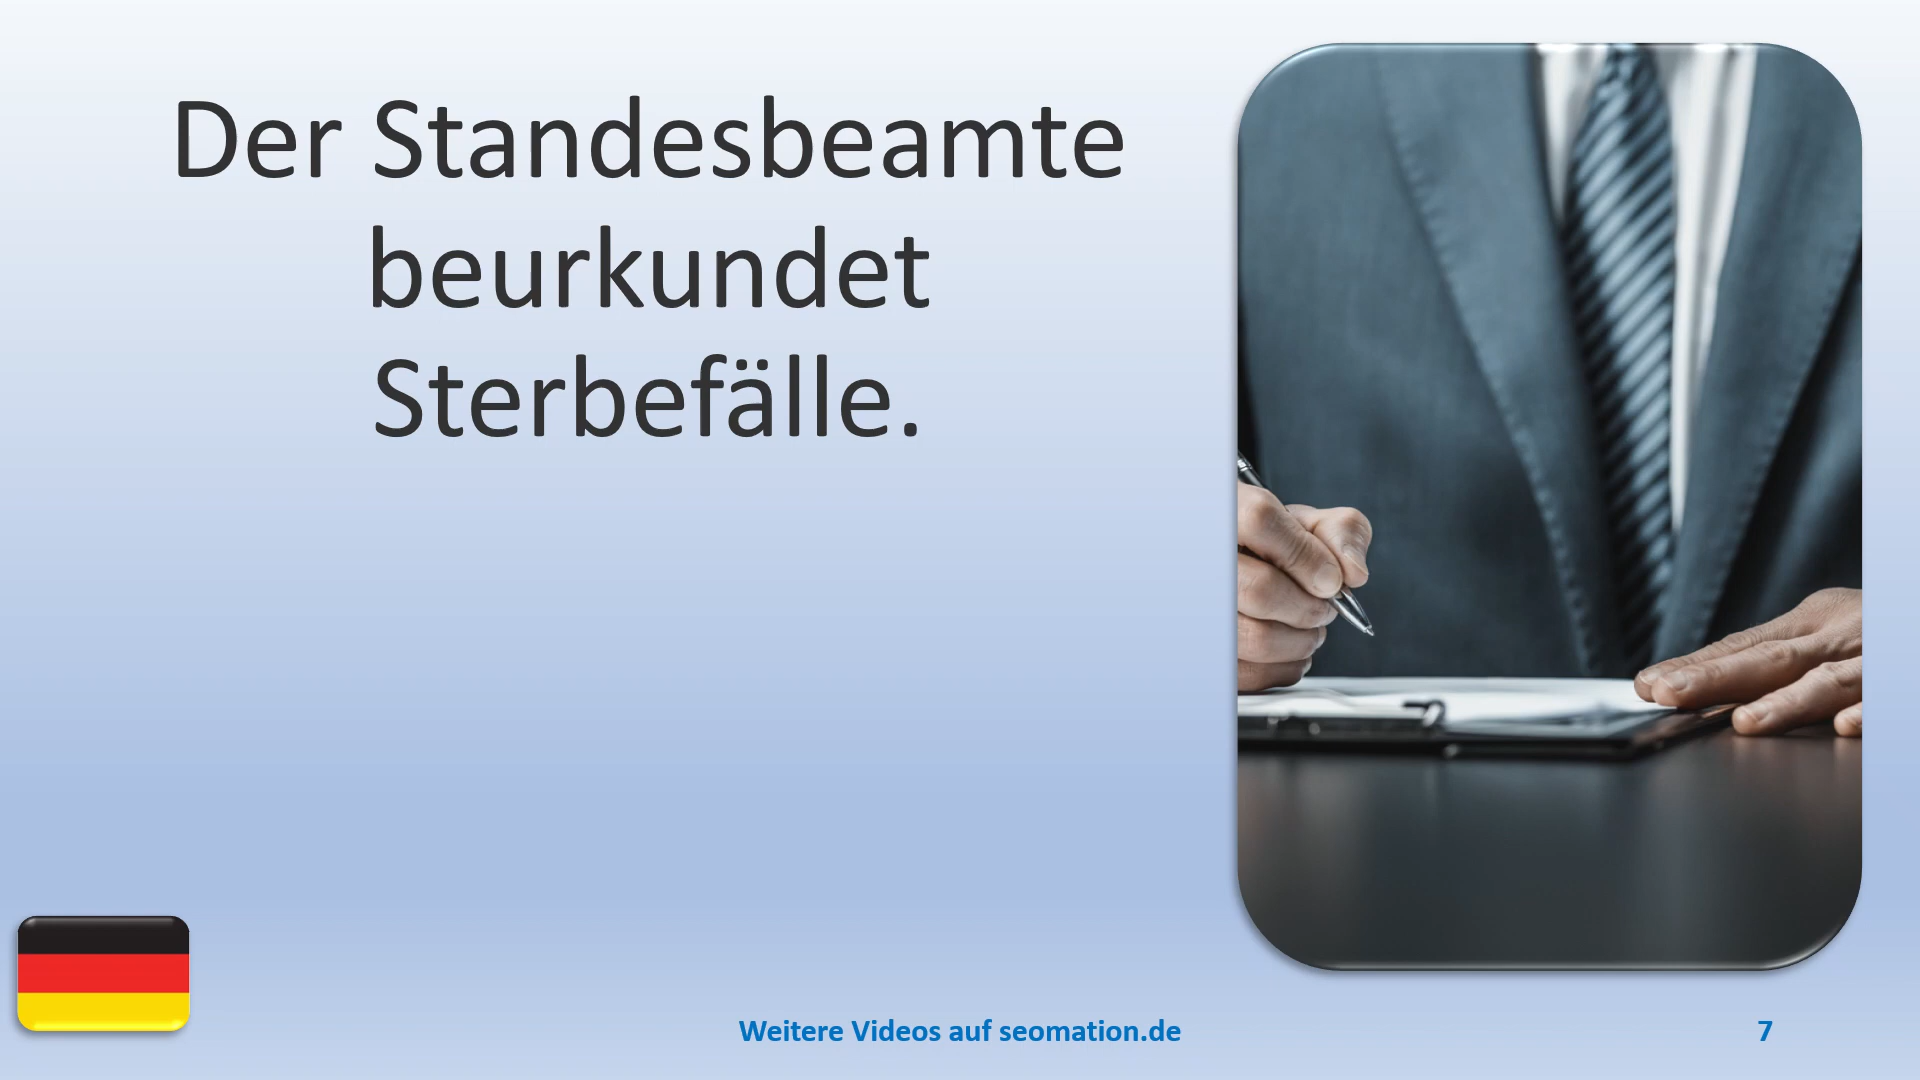 Der Standesbeamte
beurkundet
Sterbefälle.
Weitere Videos auf seomation.de
7